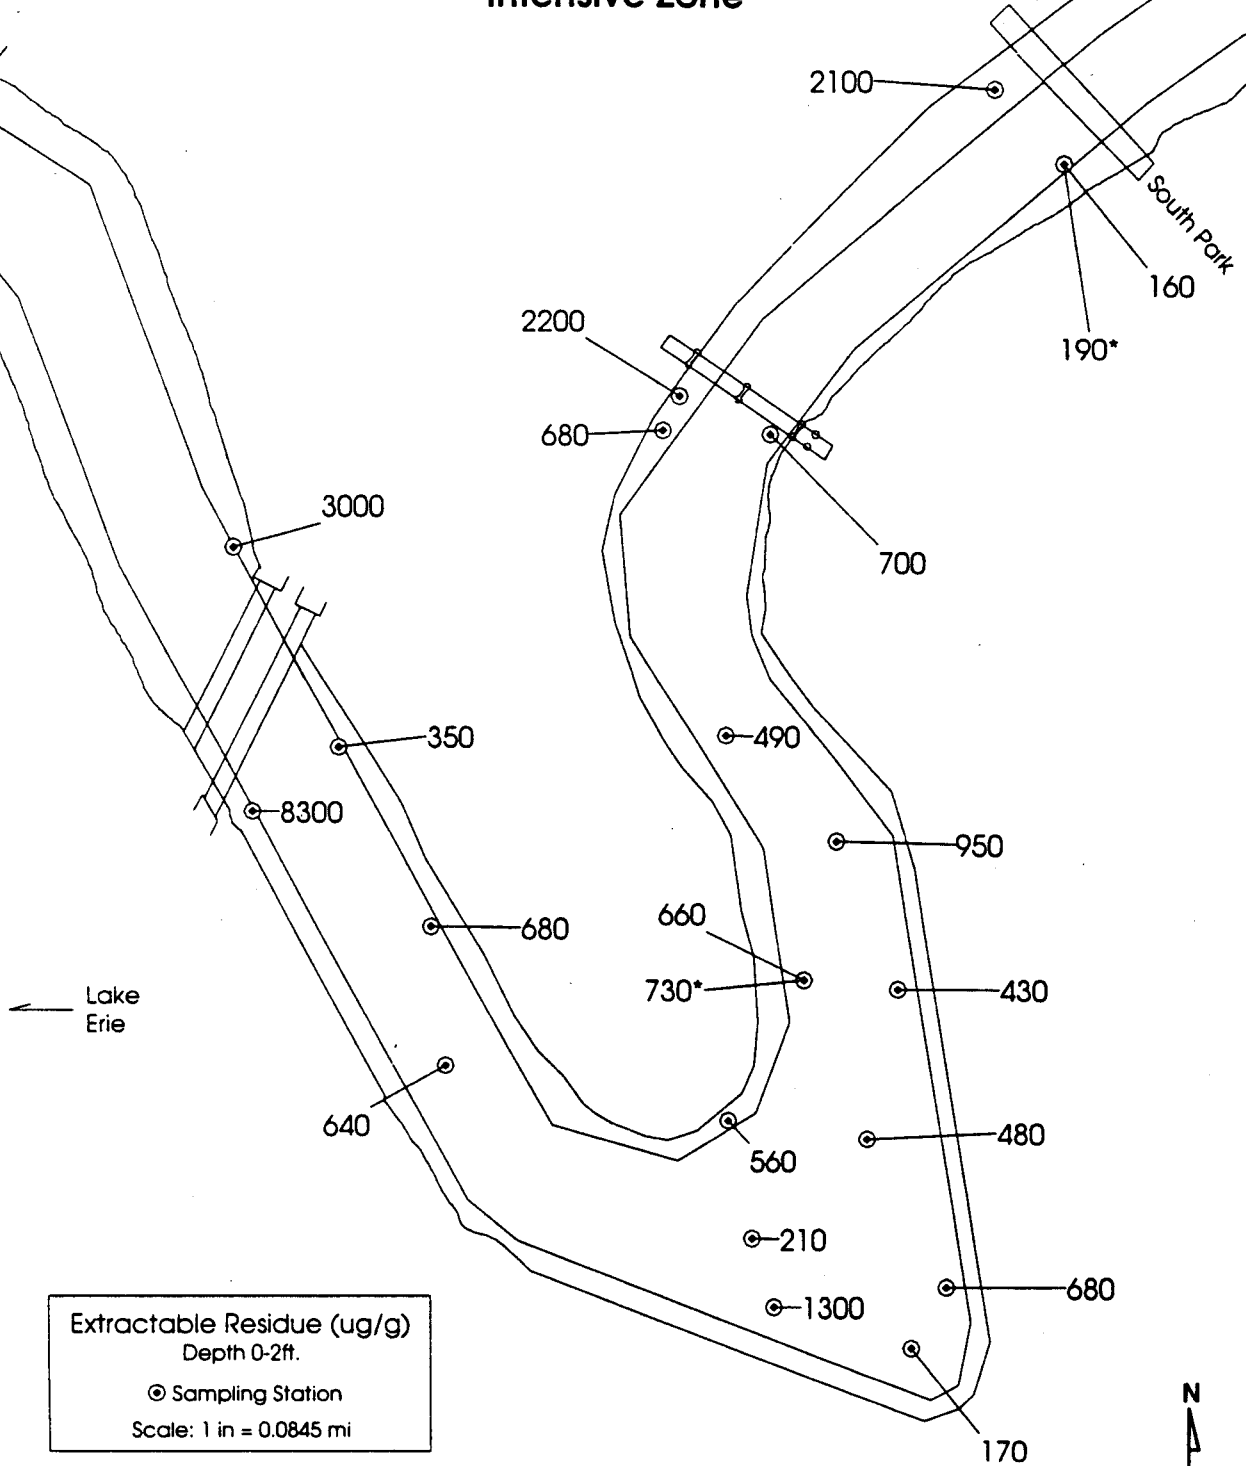 Intensive Zone
2100
South Park
160
190*
2200
680
700
3000
350
490
8300
950
660
680
730*
430
Lake
Erie
640
480
560
210
680
1300
170
Extractable Residue (ug/g)
Depth 0-2ft.
Sampling Station
Scale: 1 in = 0.0845 mi
N